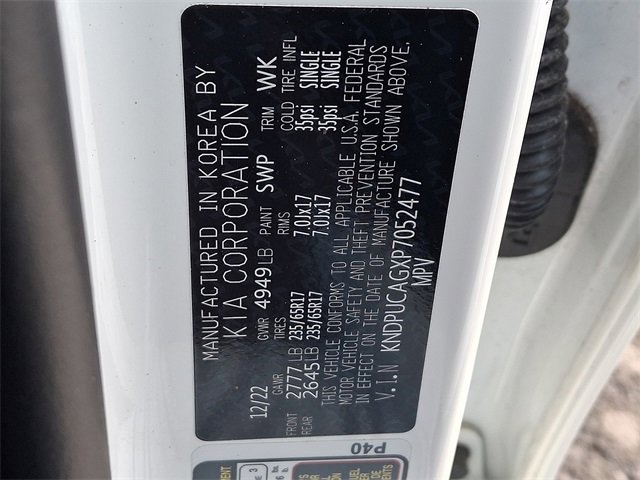 MANUFACTURED IN KOREA BY
KIA CORPORATION
12/22 GVWR 4949LB PAINT SWP TRIM WK
GAWR TIRES RIMS COLD TIRE INFL
FRONT 2777LB 235/65R17 7.0Jx17 35psi SINGLE
REAR 2645LB 235/65R17 7.0Jx17 35psi SINGLE
THIS VEHICLE CONFORMS TO ALL APPLICABLE U.S.A. FEDERAL
MOTOR VEHICLE SAFETY AND THEFT PREVENTION STANDARDS
IN EFFECT ON THE DATE OF MANUFACTURE SHOWN ABOVE.
V.I.N KNDPUCAGXP7052477
MPV
P40